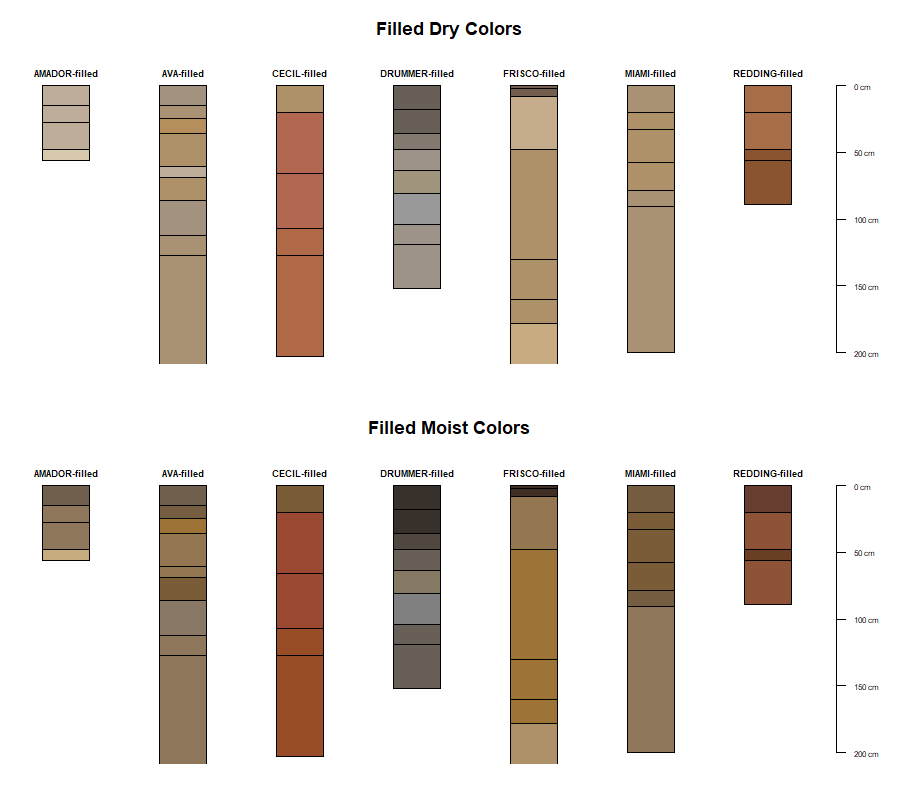 Filled Dry Colors
AMADOR-filled AVA-filled CECIL-filled DRUMMER-filled FRISCO-filled MIAMI-filled REDDING-filled
0 cm
50 cm
100 cm
150 cm
200 cm
Filled Moist Colors
AMADOR-filled AVA-filled CECIL-filled DRUMMER-filled FRISCO-filled MIAMI-filled REDDING-filled
0 cm
50 cm
100 cm
150 cm
200 cm